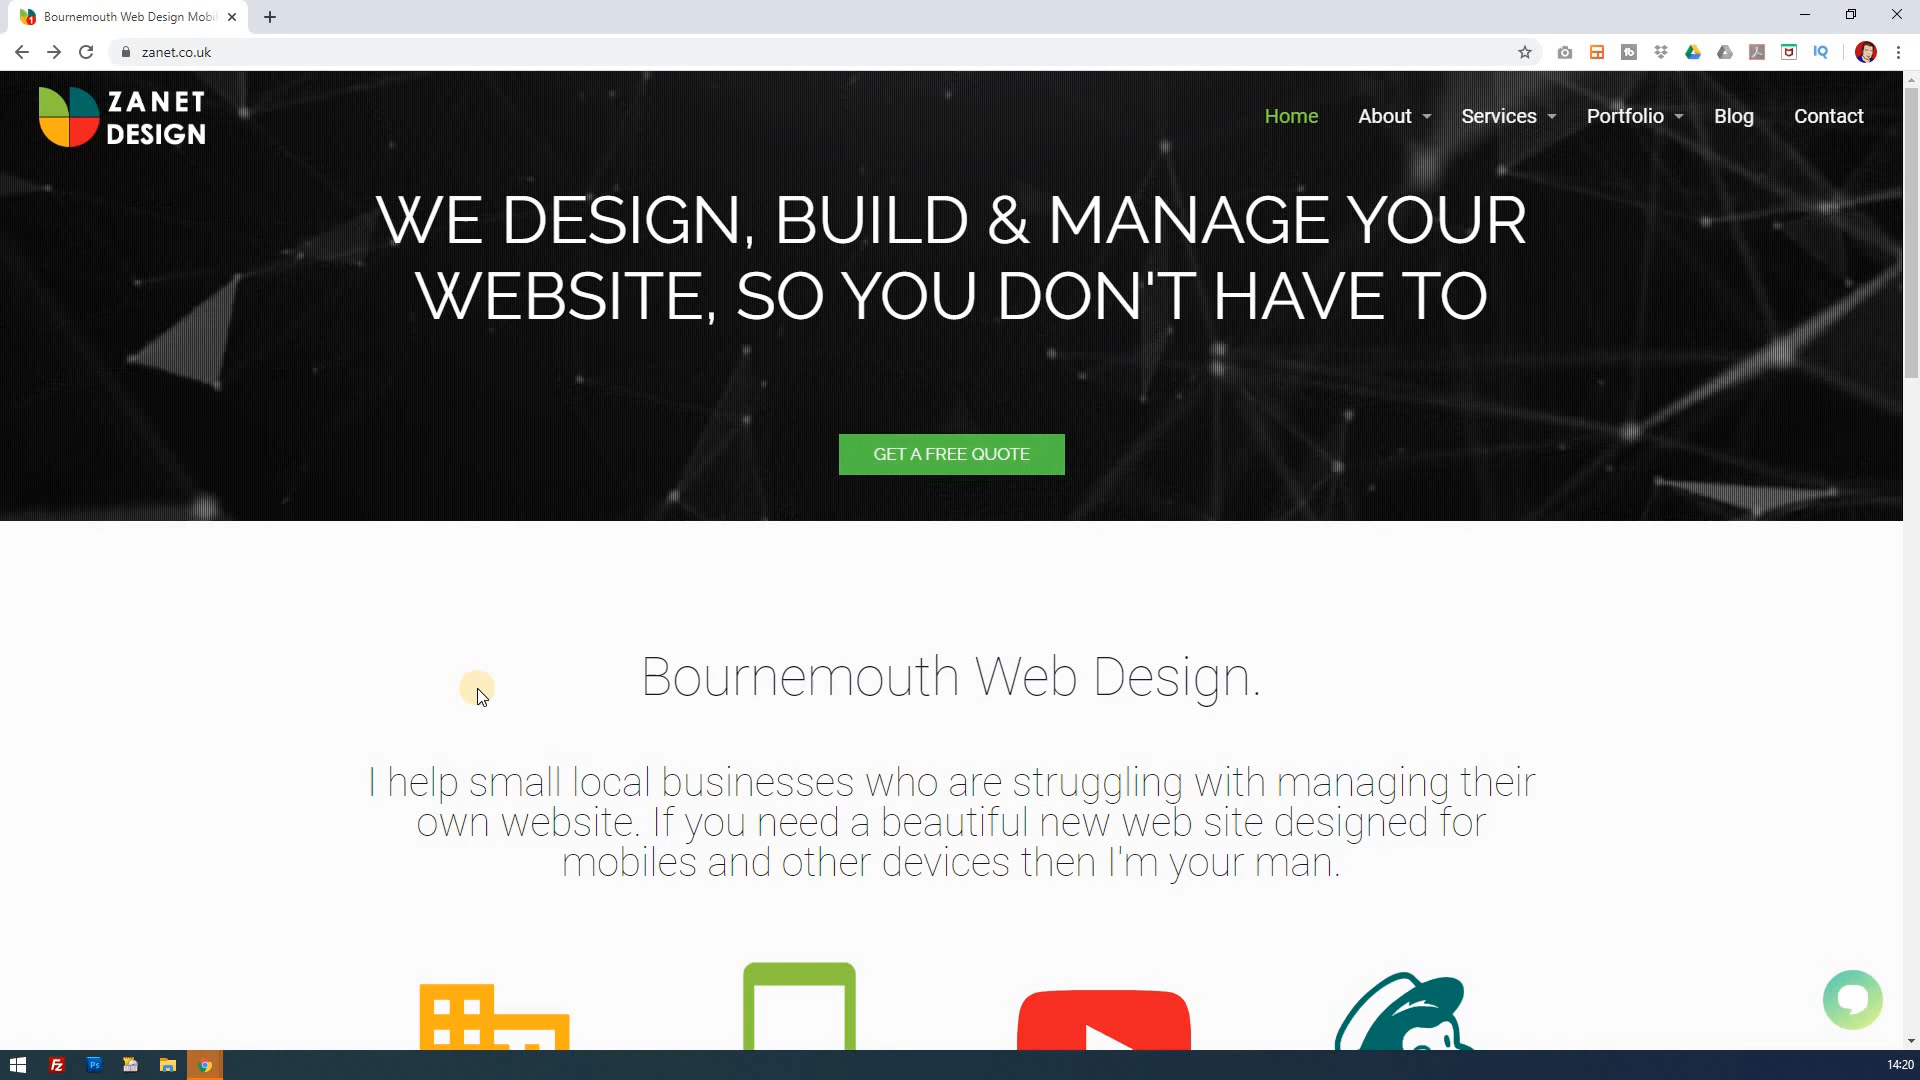 Bournemouth Web Design Mobi
zanet.co.uk
ZANET
DESIGN
Home
About
Services
Portfolio
Blog
Contact
WE DESIGN, BUILD & MANAGE YOUR
WEBSITE, SO YOU DON'T HAVE TO
GET A FREE QUOTE
Bournemouth Web Design.
I help small local businesses who are struggling with managing their
own website. If you need a beautiful new web site designed for
mobiles and other devices then I'm your man.
14:20